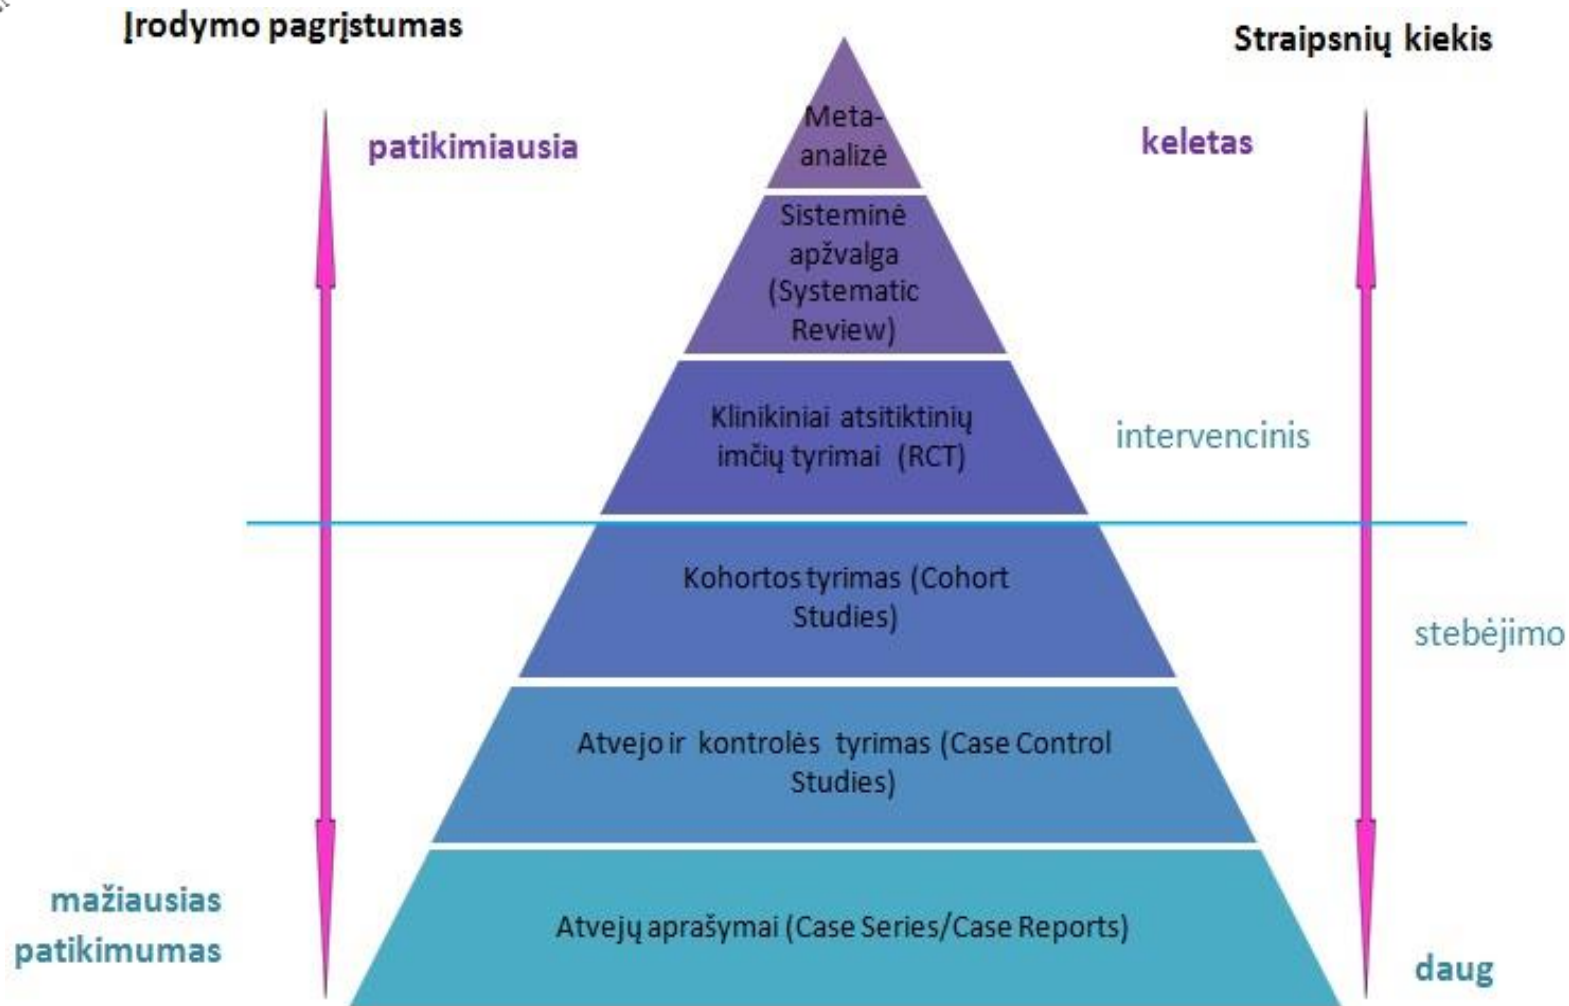 Įrodymo pagrįstumas
Straipsnių kiekis
patikimiausia
keletas
Meta-
analizė
Sisteminė
apžvalga
(Systematic
Review)
Klinikiniai atsitiktinių
imčių tyrimai (RCT)
intervencinis
Kohortos tyrimas (Cohort
Studies)
stebėjimo
Atvejo ir kontrolės tyrimas (Case Control
Studies)
mažiausias
patikimumas
Atvejų aprašymai (Case Series/Case Reports)
daug